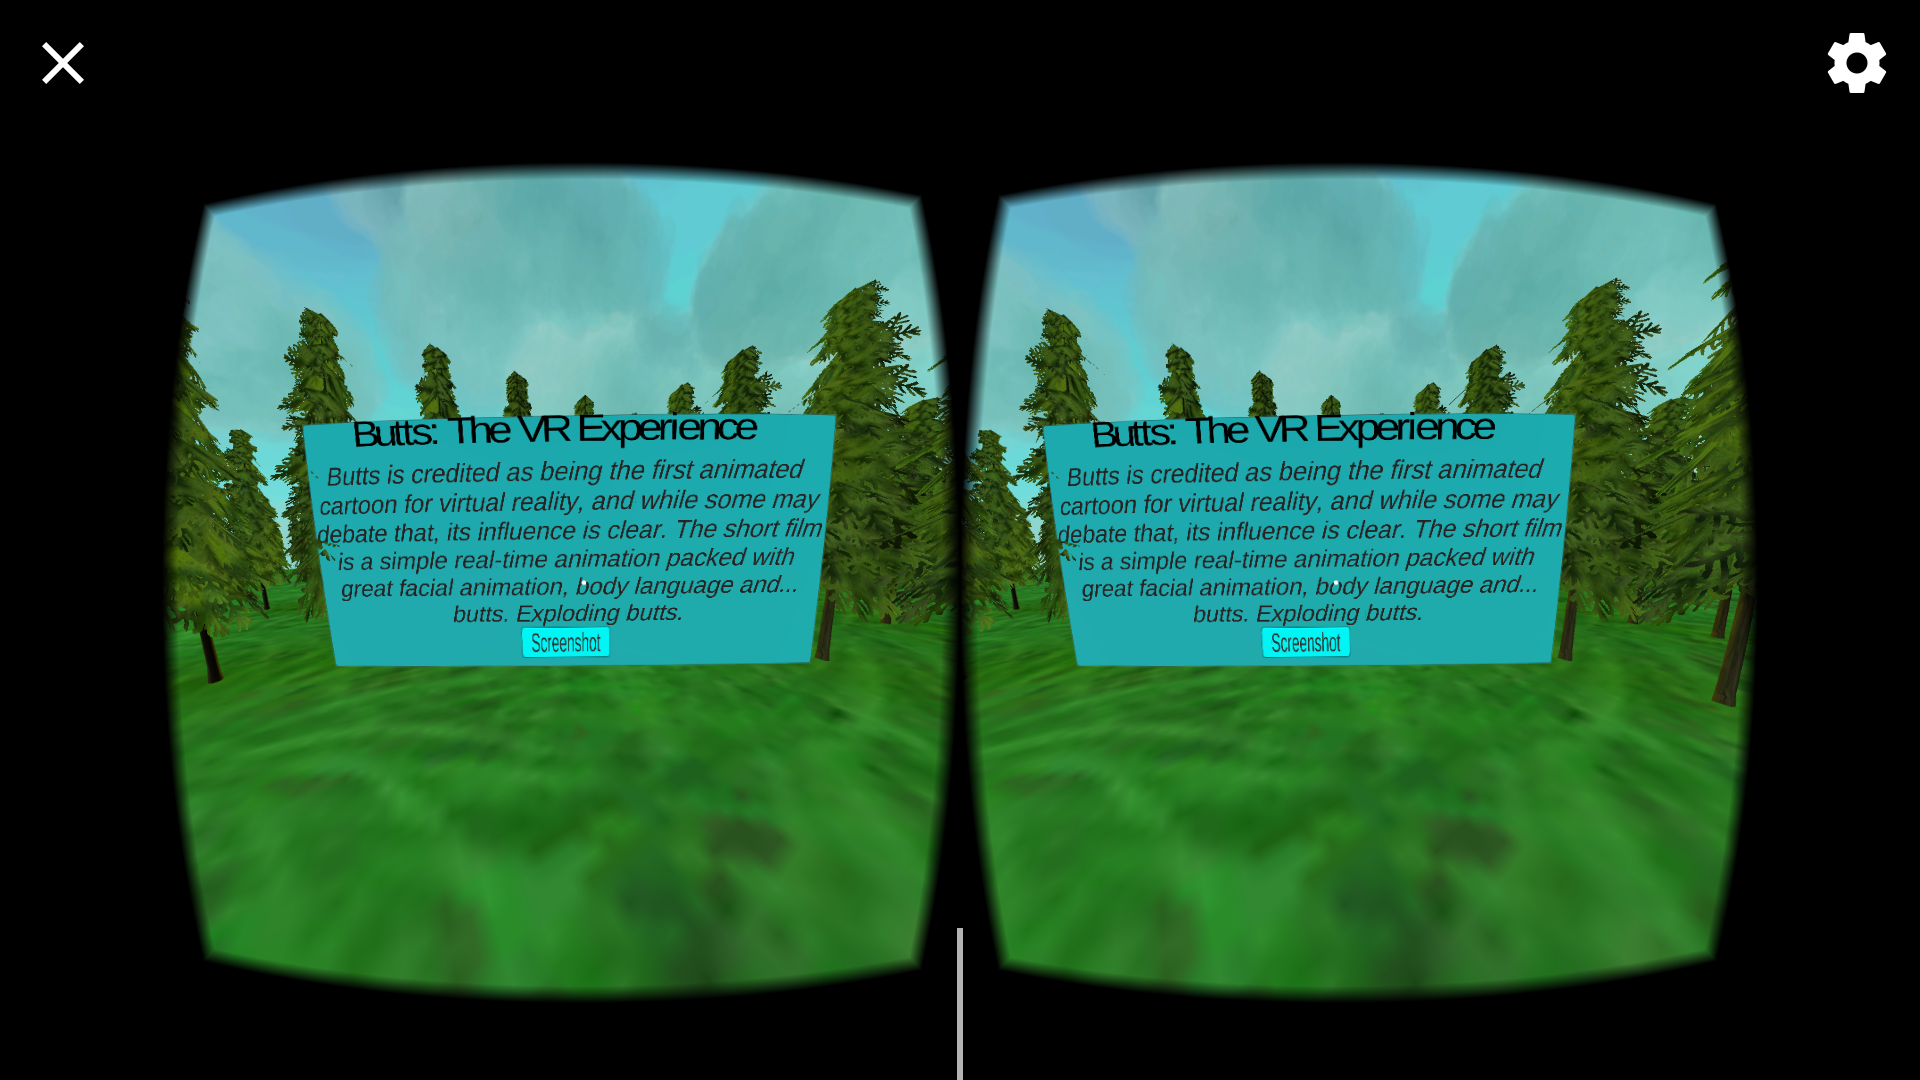 Butts: The VR Experience
Butts is credited as being the first animated
cartoon for virtual reality, and while some may
debate that, its influence is clear. The short film
is a simple real-time animation packed with
great facial animation, body language and...
butts. Exploding butts.
Screenshot
Butts: The VR Experience
Butts is credited as being the first animated
cartoon for virtual reality, and while some may
debate that, its influence is clear. The short film
is a simple real-time animation packed with
great facial animation, body language and...
butts. Exploding butts.
Screenshot